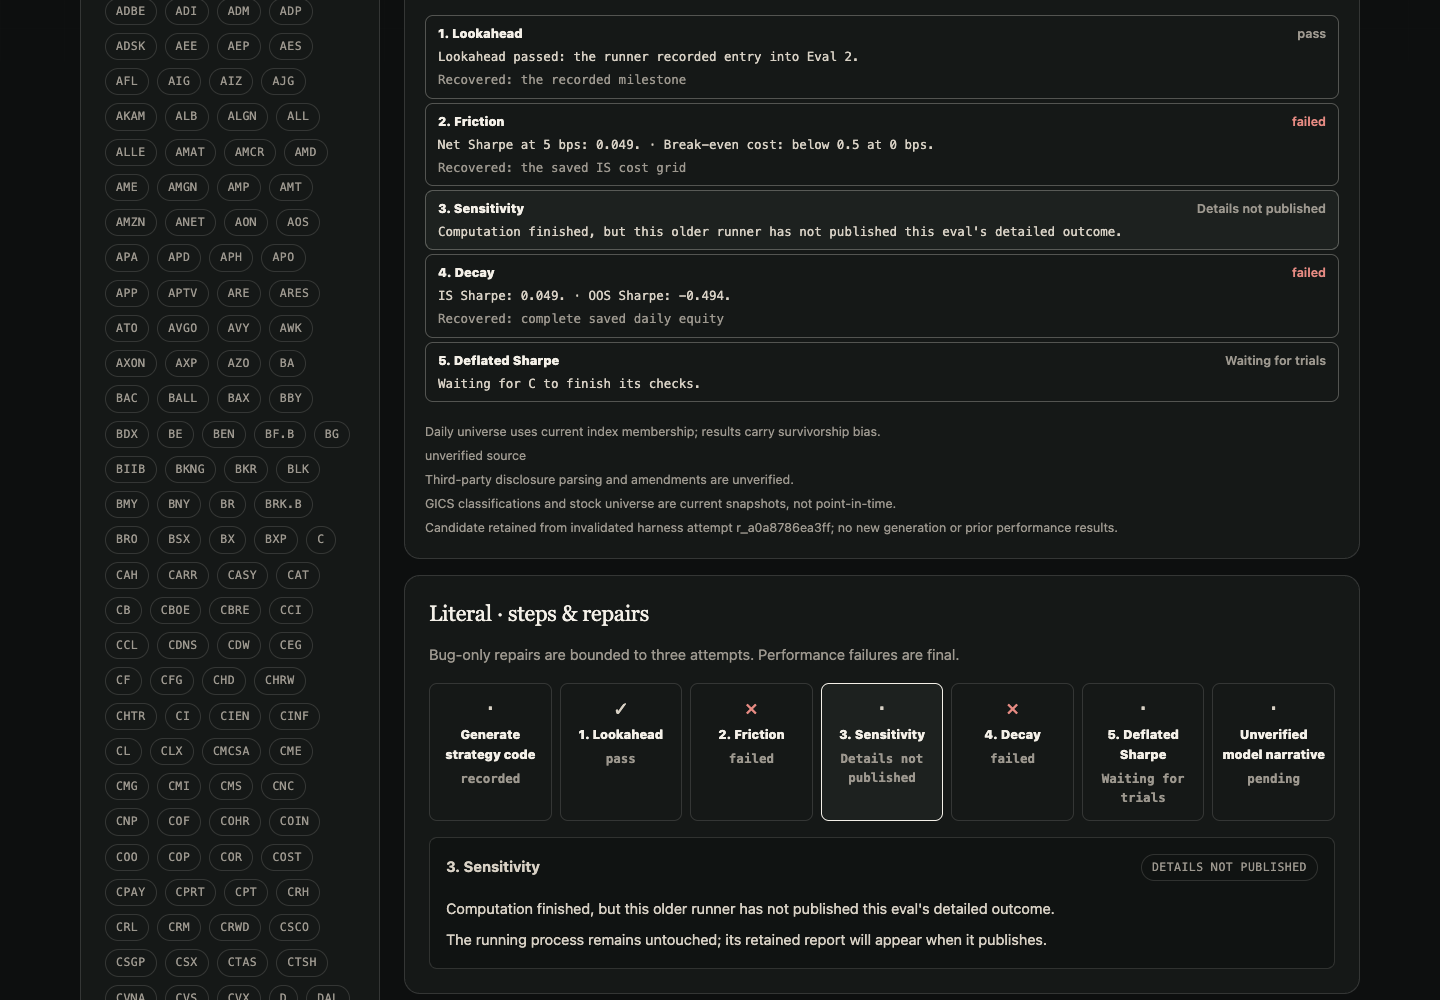 ADBE ADI ADM ADP
ADSK AEE AEP AES
AFL AIG AIZ AJG
AKAM ALB ALGN ALL
ALLE AMAT AMCR AMD
AME AMGN AMP AMT
AMZN ANET AON AOS
APA APD APH APO
APP APTV ARE ARES
ATO AVGO AVY AWK
AXON AXP AZO BA
BAC BALL BAX BBY
BDX BE BEN BF.B BG
BIIB BKNG BKR BLK
BMY BNY BR BRK.B
BRO BSX BX BXP C
CAH CARR CASY CAT
CB CBOE CBRE CCI
CCL CDNS CDW CEG
CF CFG CHD CHRW
CHTR CI CIEN CINF
CL CLX CMCSA CME
CMG CMI CMS CNC
CNP COF COHR COIN
COO COP COR COST
CPAY CPRT CPT CRH
CRL CRM CRWD CSCO
CSGP CSX CTAS CTSH
CVNA CVS CVX D DAL
1. Lookahead pass
Lookahead passed: the runner recorded entry into Eval 2.
Recovered: the recorded milestone
2. Friction failed
Net Sharpe at 5 bps: 0.049. · Break-even cost: below 0.5 at 0 bps.
Recovered: the saved IS cost grid
3. Sensitivity Details not published
Computation finished, but this older runner has not published this eval's detailed outcome.
4. Decay failed
IS Sharpe: 0.049. · OOS Sharpe: -0.494.
Recovered: complete saved daily equity
5. Deflated Sharpe Waiting for trials
Waiting for C to finish its checks.
Daily universe uses current index membership; results carry survivorship bias.
unverified source
Third-party disclosure parsing and amendments are unverified.
GICS classifications and stock universe are current snapshots, not point-in-time.
Candidate retained from invalidated harness attempt r_a0a8786ea3ff; no new generation or prior performance results.
Literal · steps & repairs
Bug-only repairs are bounded to three attempts. Performance failures are final.
·
Generate
strategy code
recorded
✓
1. Lookahead
pass
✕
2. Friction
failed
·
3. Sensitivity
Details not
published
✕
4. Decay
failed
·
5. Deflated
Sharpe
Waiting for
trials
·
Unverified
model narrative
pending
3. Sensitivity DETAILS NOT PUBLISHED
Computation finished, but this older runner has not published this eval's detailed outcome.
The running process remains untouched; its retained report will appear when it publishes.